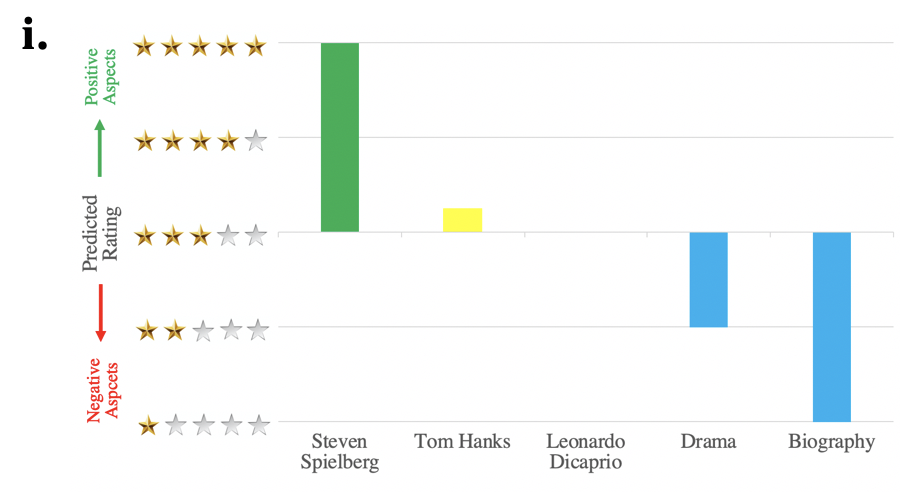 i.
Positive
Aspects
Predicted
Rating
Negative
Aspcets
Steven
Spielberg
Tom Hanks
Leonardo
Dicaprio
Drama
Biography